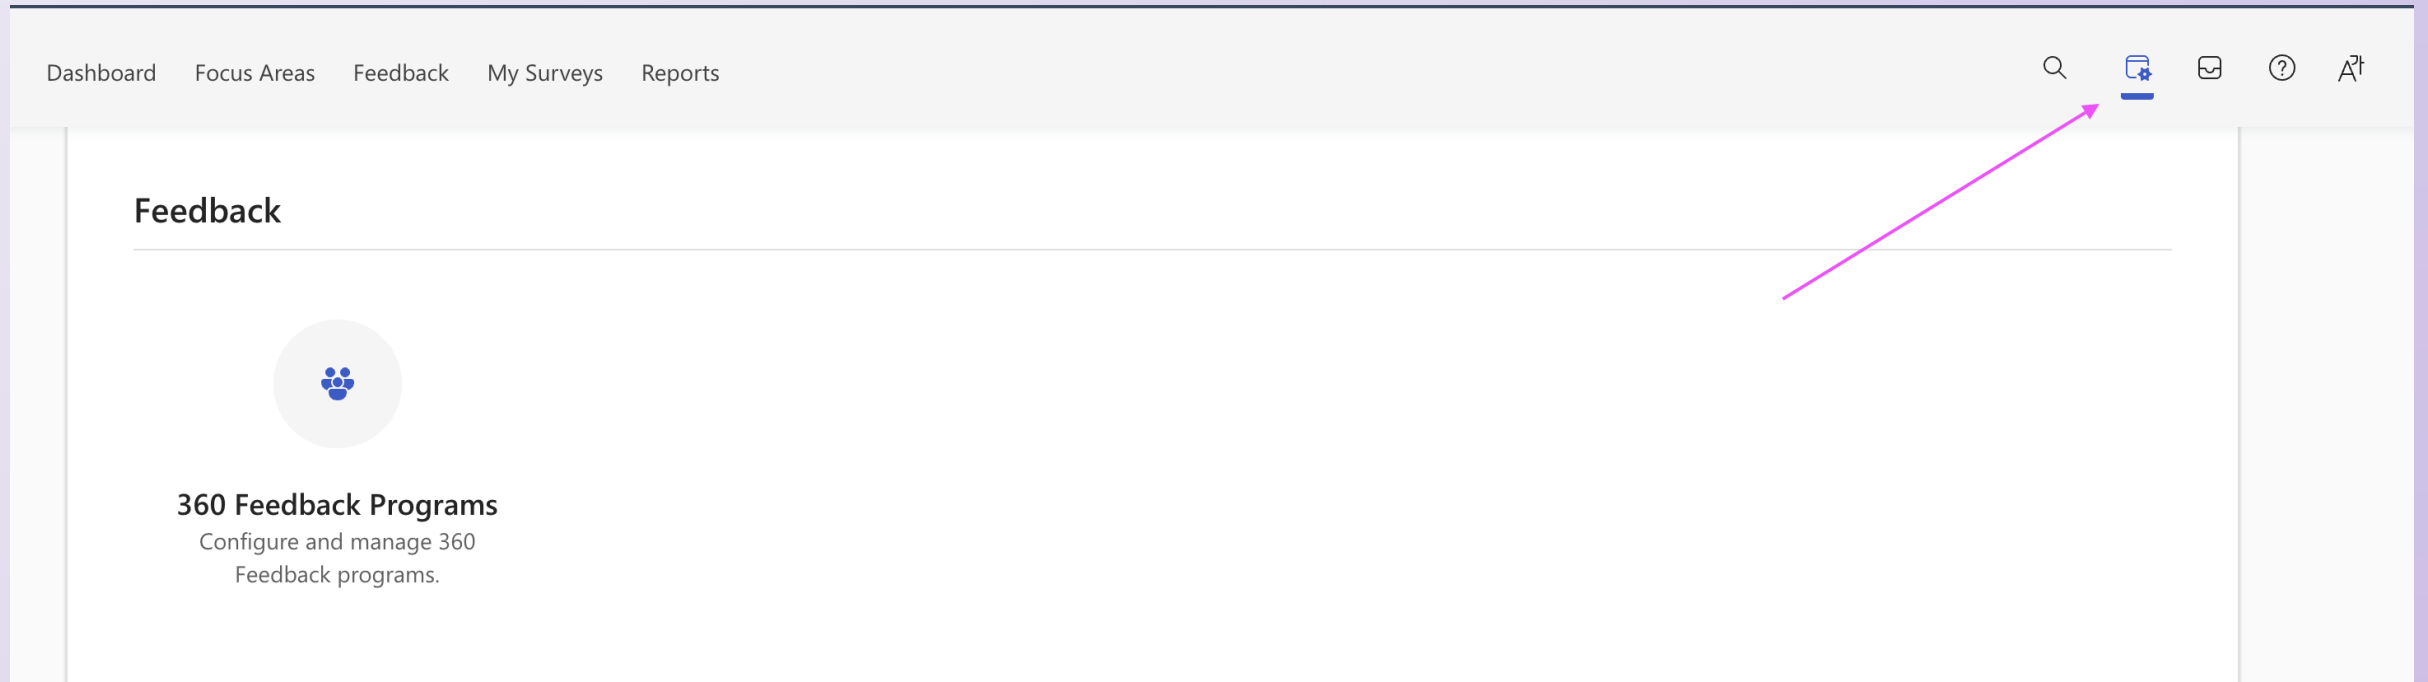 Dashboard Focus Areas Feedback My Surveys Reports
Feedback
360 Feedback Programs
Configure and manage 360
Feedback programs.